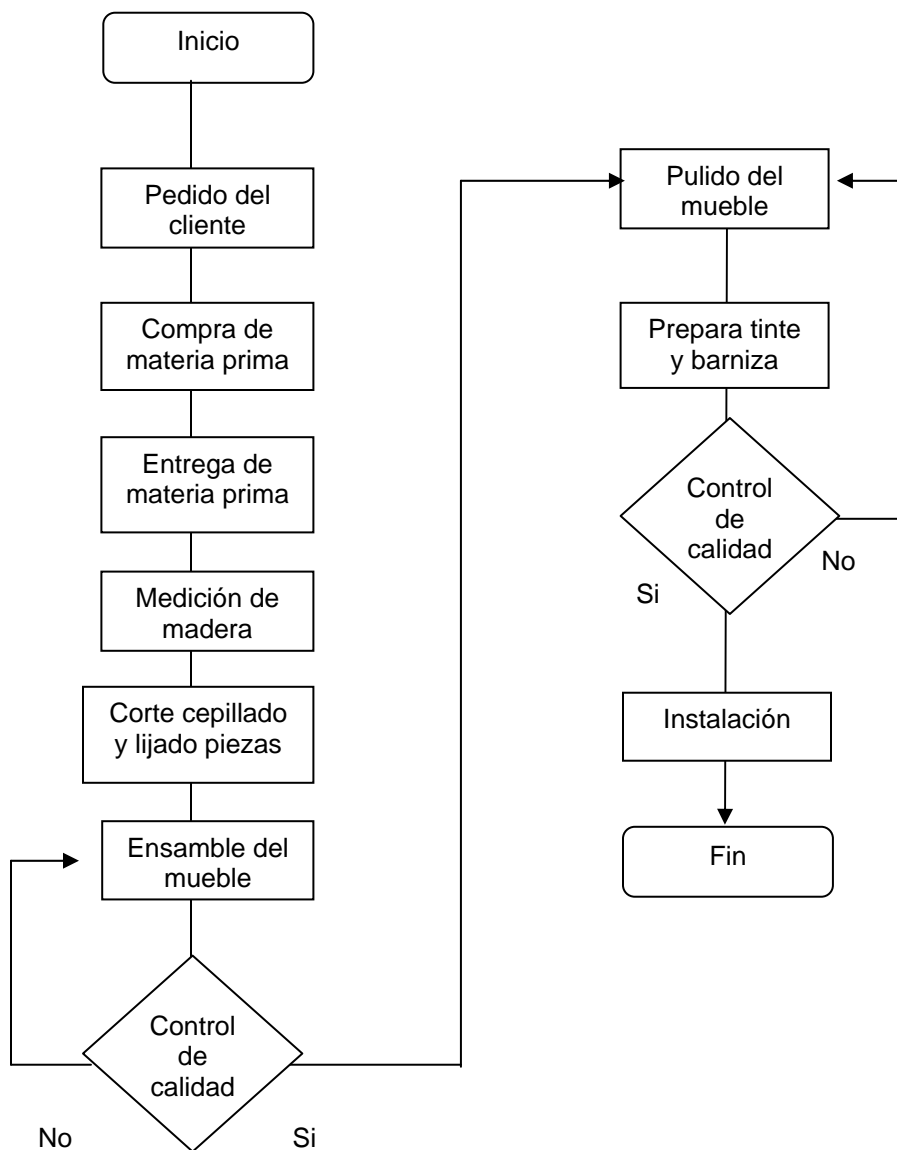 Inicio
Pedido del
cliente
Compra de
materia prima
Entrega de
materia prima
Medición de
madera
Corte cepillado
y lijado piezas
Ensamble del
mueble
Control
de
calidad
No
Si
Pulido del
mueble
Prepara tinte
y barniza
Control
de
calidad
No
Si
Instalación
Fin